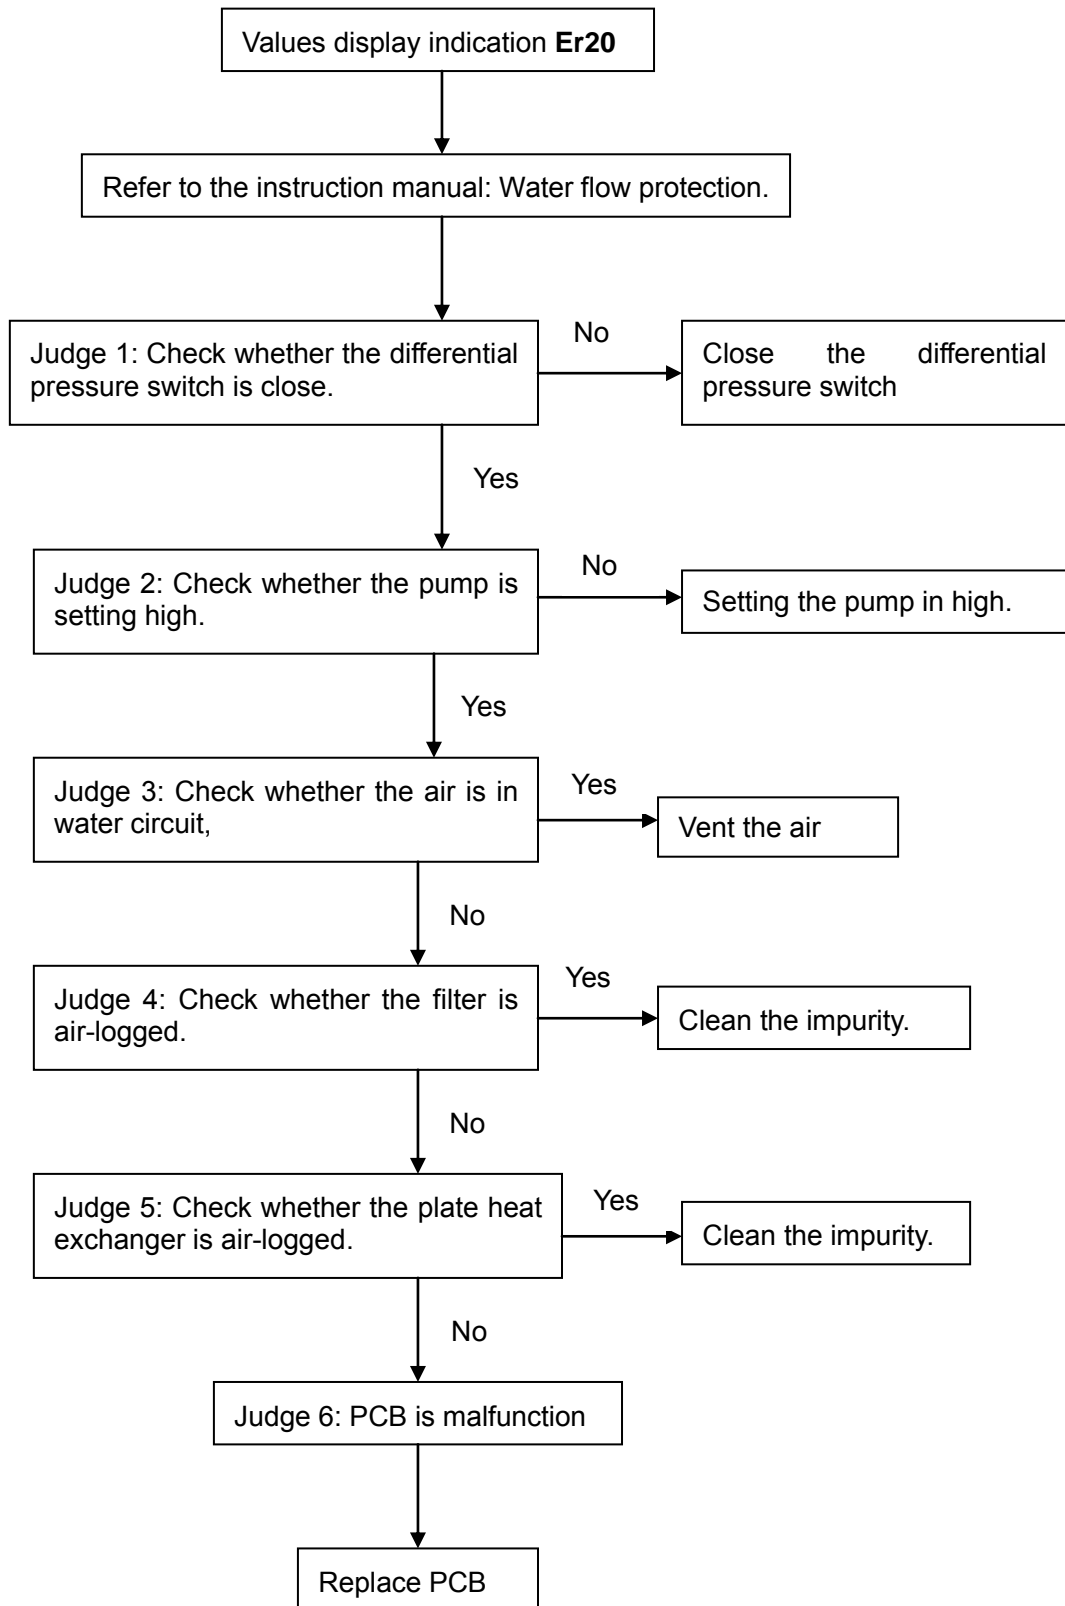 Values display indication Er20
Refer to the instruction manual: Water flow protection.
Judge 1: Check whether the differential
pressure switch is close.
No
Close the differential
pressure switch
Yes
Judge 2: Check whether the pump is
setting high.
No
Setting the pump in high.
Yes
Judge 3: Check whether the air is in
water circuit,
Yes
Vent the air
No
Judge 4: Check whether the filter is
air-logged.
Yes
Clean the impurity.
No
Judge 5: Check whether the plate heat
exchanger is air-logged.
Yes
Clean the impurity.
No
Judge 6: PCB is malfunction
Replace PCB